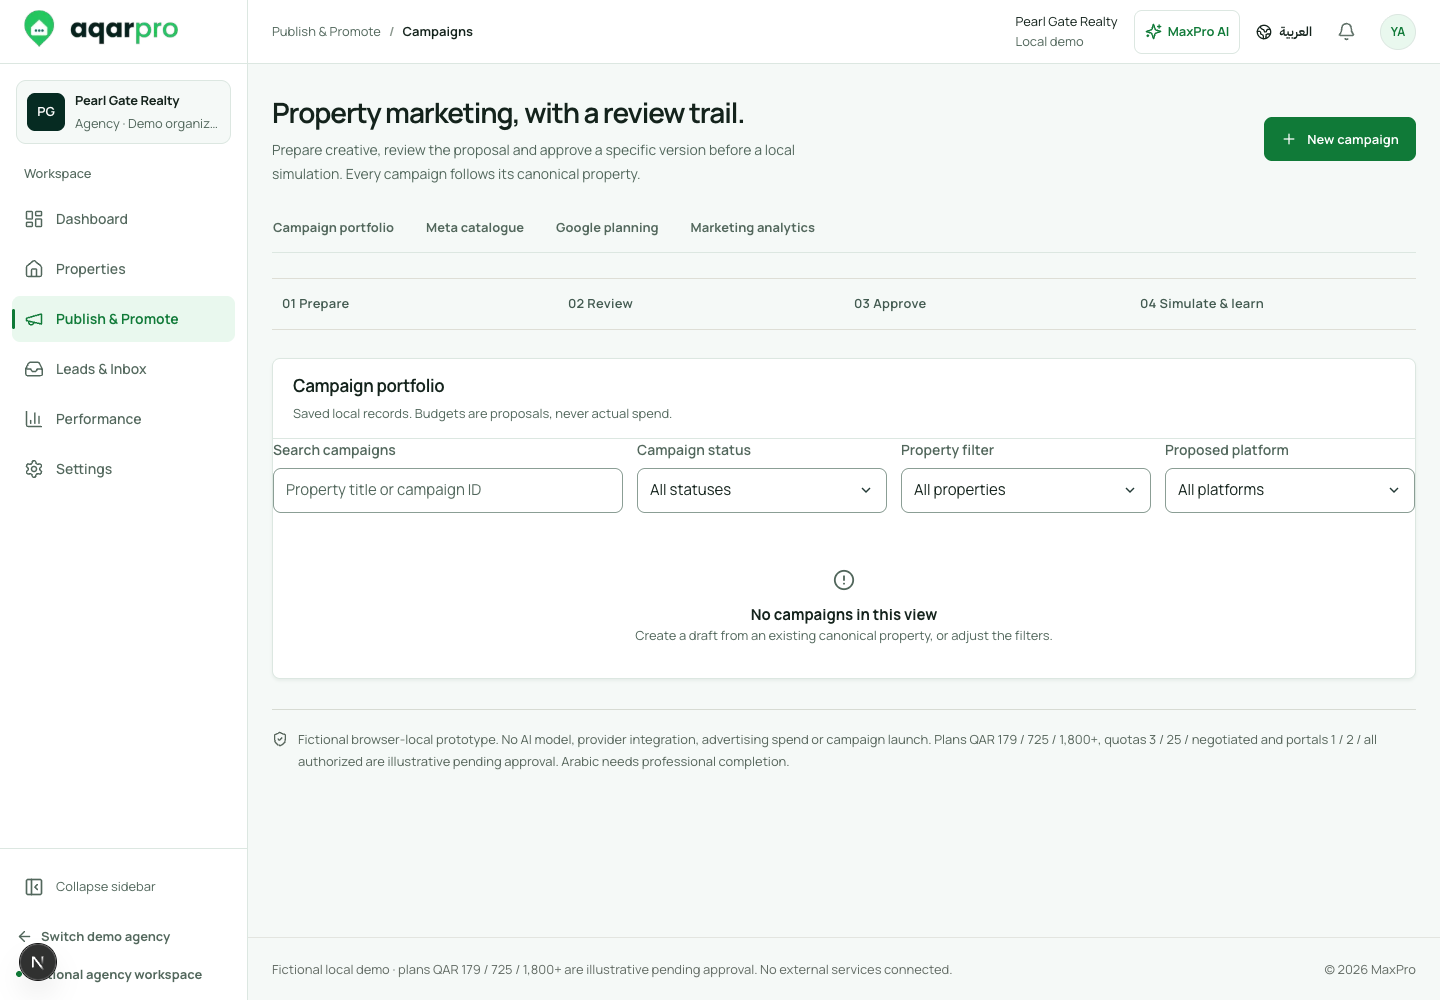 aqarpro
Publish & Promote / Campaigns
Pearl Gate Realty
Local demo
MaxPro AI
العربية
YA
PG
Pearl Gate Realty
Agency · Demo organiz...
Workspace
Dashboard
Properties
Publish & Promote
Leads & Inbox
Performance
Settings
Collapse sidebar
Switch demo agency
N
agency workspace
Property marketing, with a review trail.
Prepare creative, review the proposal and approve a specific version before a local
simulation. Every campaign follows its canonical property.
New campaign
Campaign portfolio
Meta catalogue
Google planning
Marketing analytics
01 Prepare
02 Review
03 Approve
04 Simulate & learn
Campaign portfolio
Saved local records. Budgets are proposals, never actual spend.
Search campaigns
Campaign status
Property filter
Proposed platform
Property title or campaign ID
All statuses
All properties
All platforms
No campaigns in this view
Create a draft from an existing canonical property, or adjust the filters.
Fictional browser-local prototype. No AI model, provider integration, advertising spend or campaign launch. Plans QAR 179 / 725 / 1,800+, quotas 3 / 25 / negotiated and portals 1 / 2 / all
authorized are illustrative pending approval. Arabic needs professional completion.
Fictional local demo · plans QAR 179 / 725 / 1,800+ are illustrative pending approval. No external services connected.
© 2026 MaxPro